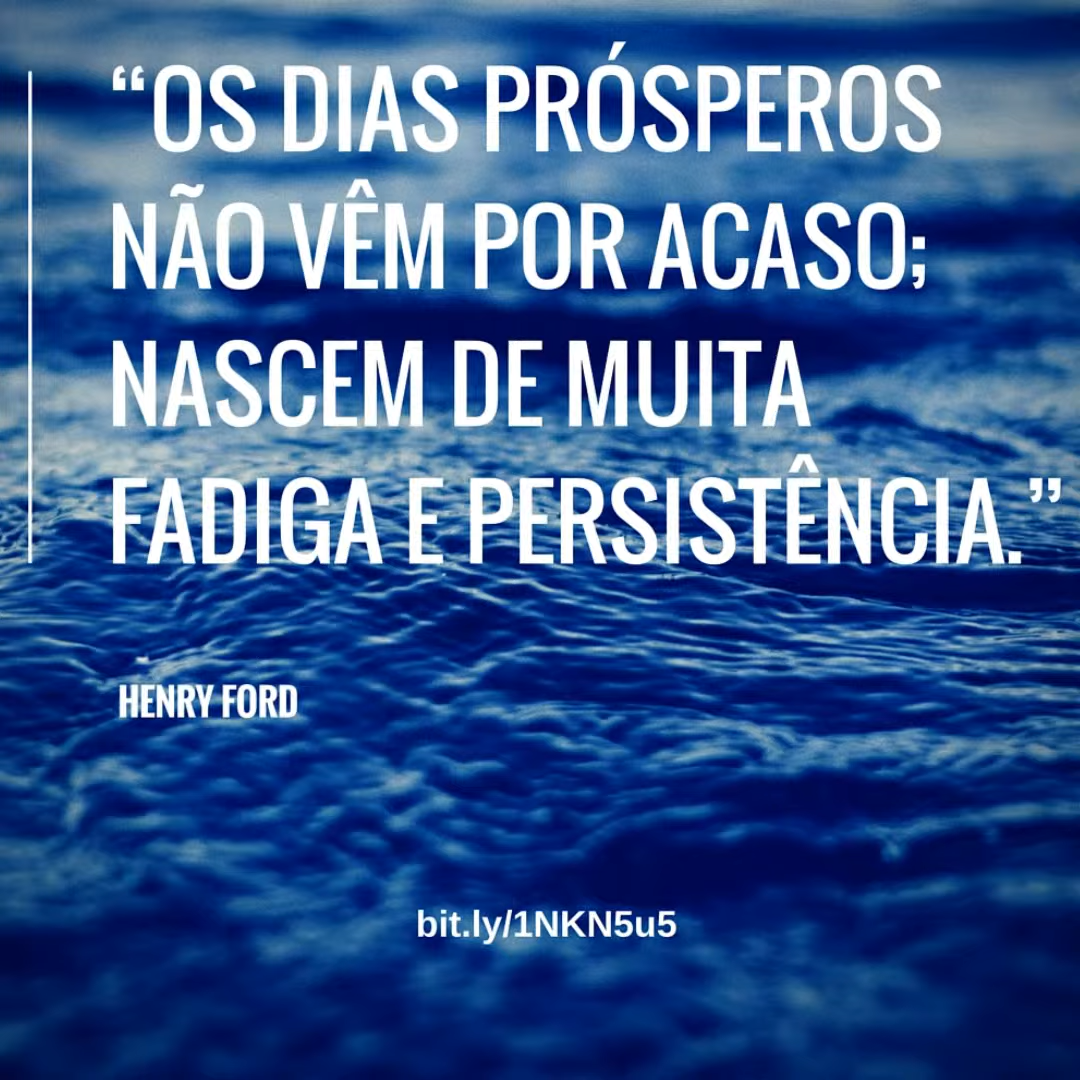 “OS DIAS PRÓSPEROS
NÃO VÊM POR ACASO;
NASCEM DE MUITA
FADIGA E PERSISTÊNCIA.”
HENRY FORD
bit.ly/1NKN5u5